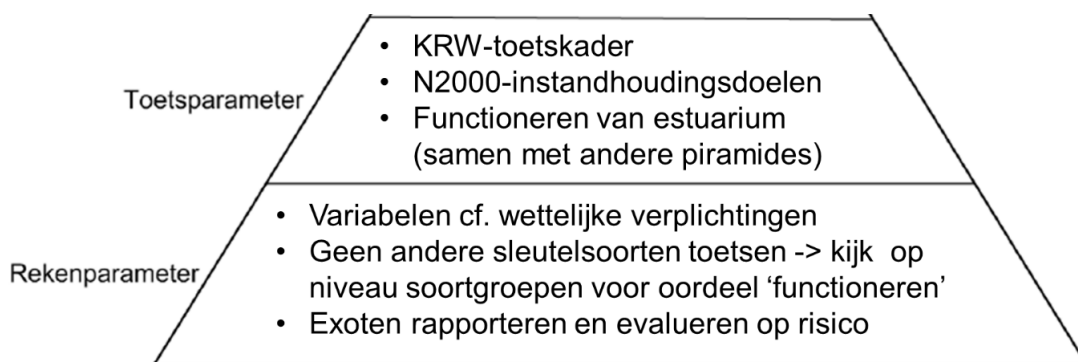 • KRW-toetskader
• N2000-instandhoudingsdoelen
Toetsparameter
• Functioneren van estuarium
(samen met andere piramides)
• Variabelen cf. wettelijke verplichtingen
• Geen andere sleutelsoorten toetsen -> kijk op
Rekenparameter
niveau soortgroepen voor oordeel ‘functioneren’
• Exoten rapporteren en evalueren op risico